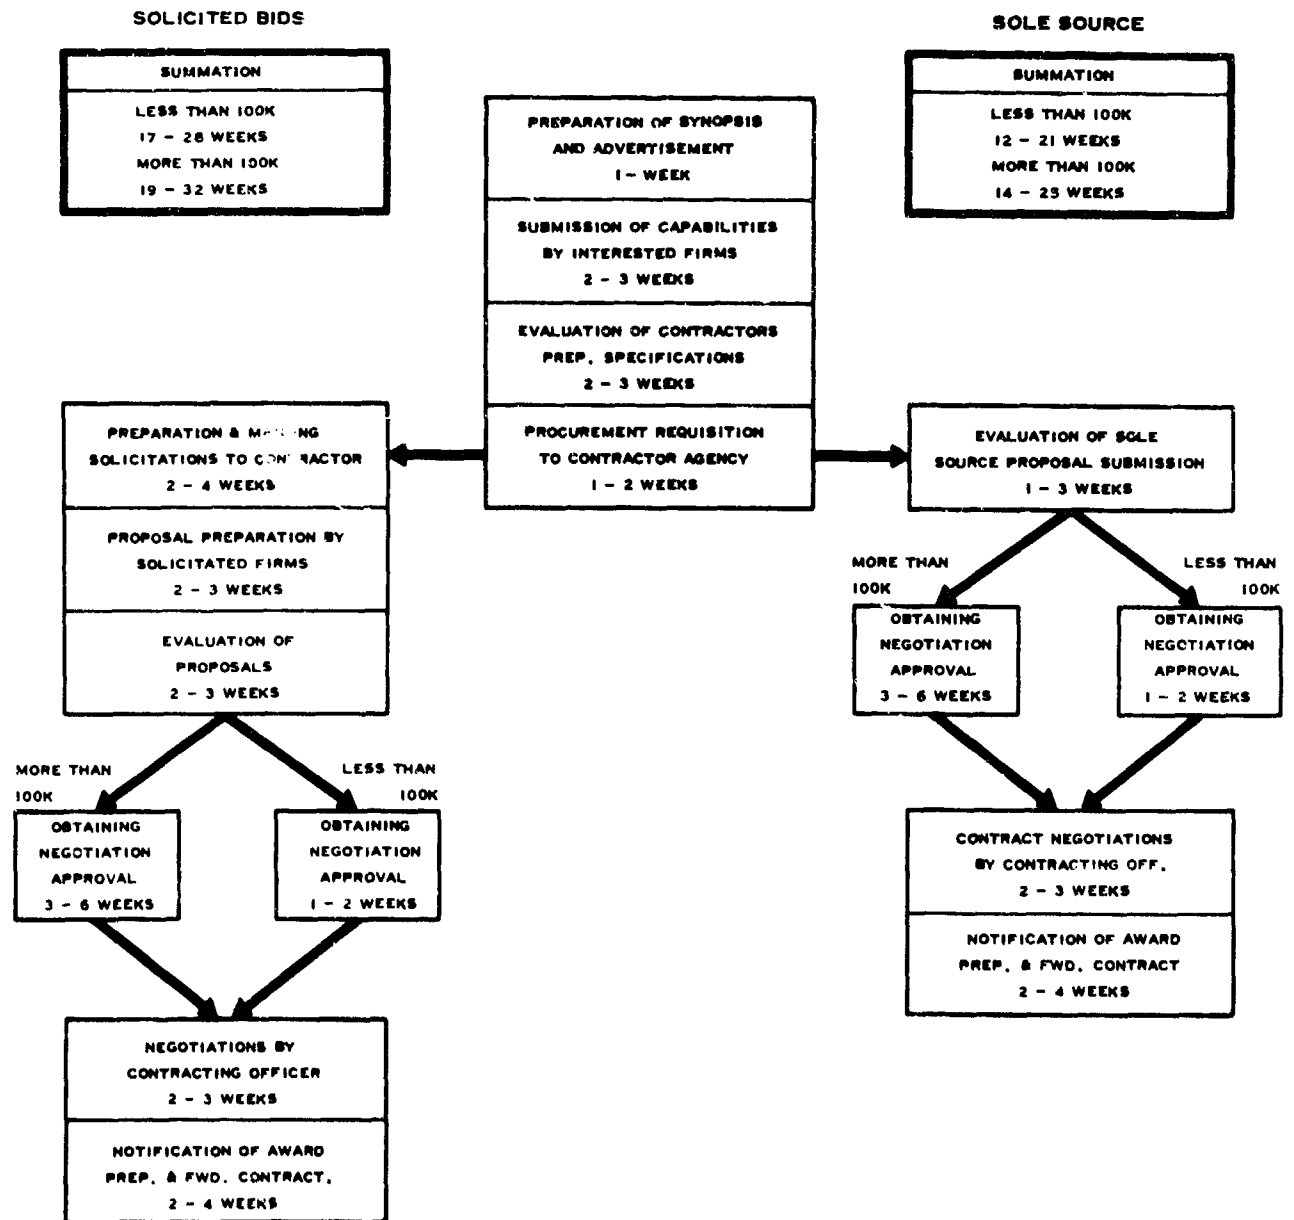 SOLICITED BIDS
SUMMATION
LESS THAN 100K
17 - 28 WEEKS
MORE THAN 100K
19 - 32 WEEKS
SOLE SOURCE
SUMMATION
LESS THAN 100K
12 - 21 WEEKS
MORE THAN 100K
14 - 25 WEEKS
PREPARATION OF SYNOPSIS
AND ADVERTISEMENT
1 - WEEK
SUBMISSION OF CAPABILITIES
BY INTERESTED FIRMS
2 - 3 WEEKS
EVALUATION OF CONTRACTORS
PREP. SPECIFICATIONS
2 - 3 WEEKS
PROCUREMENT REQUISITION
TO CONTRACTOR AGENCY
1 - 2 WEEKS
PREPARATION &
SOLICITATIONS TO CONTRACTOR
2 - 4 WEEKS
PROPOSAL PREPARATION BY
SOLICITATED FIRMS
2 - 3 WEEKS
EVALUATION OF
PROPOSALS
2 - 3 WEEKS
MORE THAN
100K
LESS THAN
100K
OBTAINING
NEGOTIATION
APPROVAL
3 - 6 WEEKS
OBTAINING
NEGOTIATION
APPROVAL
1 - 2 WEEKS
NEGOTIATIONS BY
CONTRACTING OFFICER
2 - 3 WEEKS
NOTIFICATION OF AWARD
PREP. & FWD. CONTRACT.
2 - 4 WEEKS
EVALUATION OF SOLE
SOURCE PROPOSAL SUBMISSION
1 - 3 WEEKS
MORE THAN
100K
LESS THAN
100K
OBTAINING
NEGOTIATION
APPROVAL
3 - 6 WEEKS
OBTAINING
NEGOTIATION
APPROVAL
1 - 2 WEEKS
CONTRACT NEGOTIATIONS
BY CONTRACTING OFF.
2 - 3 WEEKS
NOTIFICATION OF AWARD
PREP. & FWD. CONTRACT
2 - 4 WEEKS